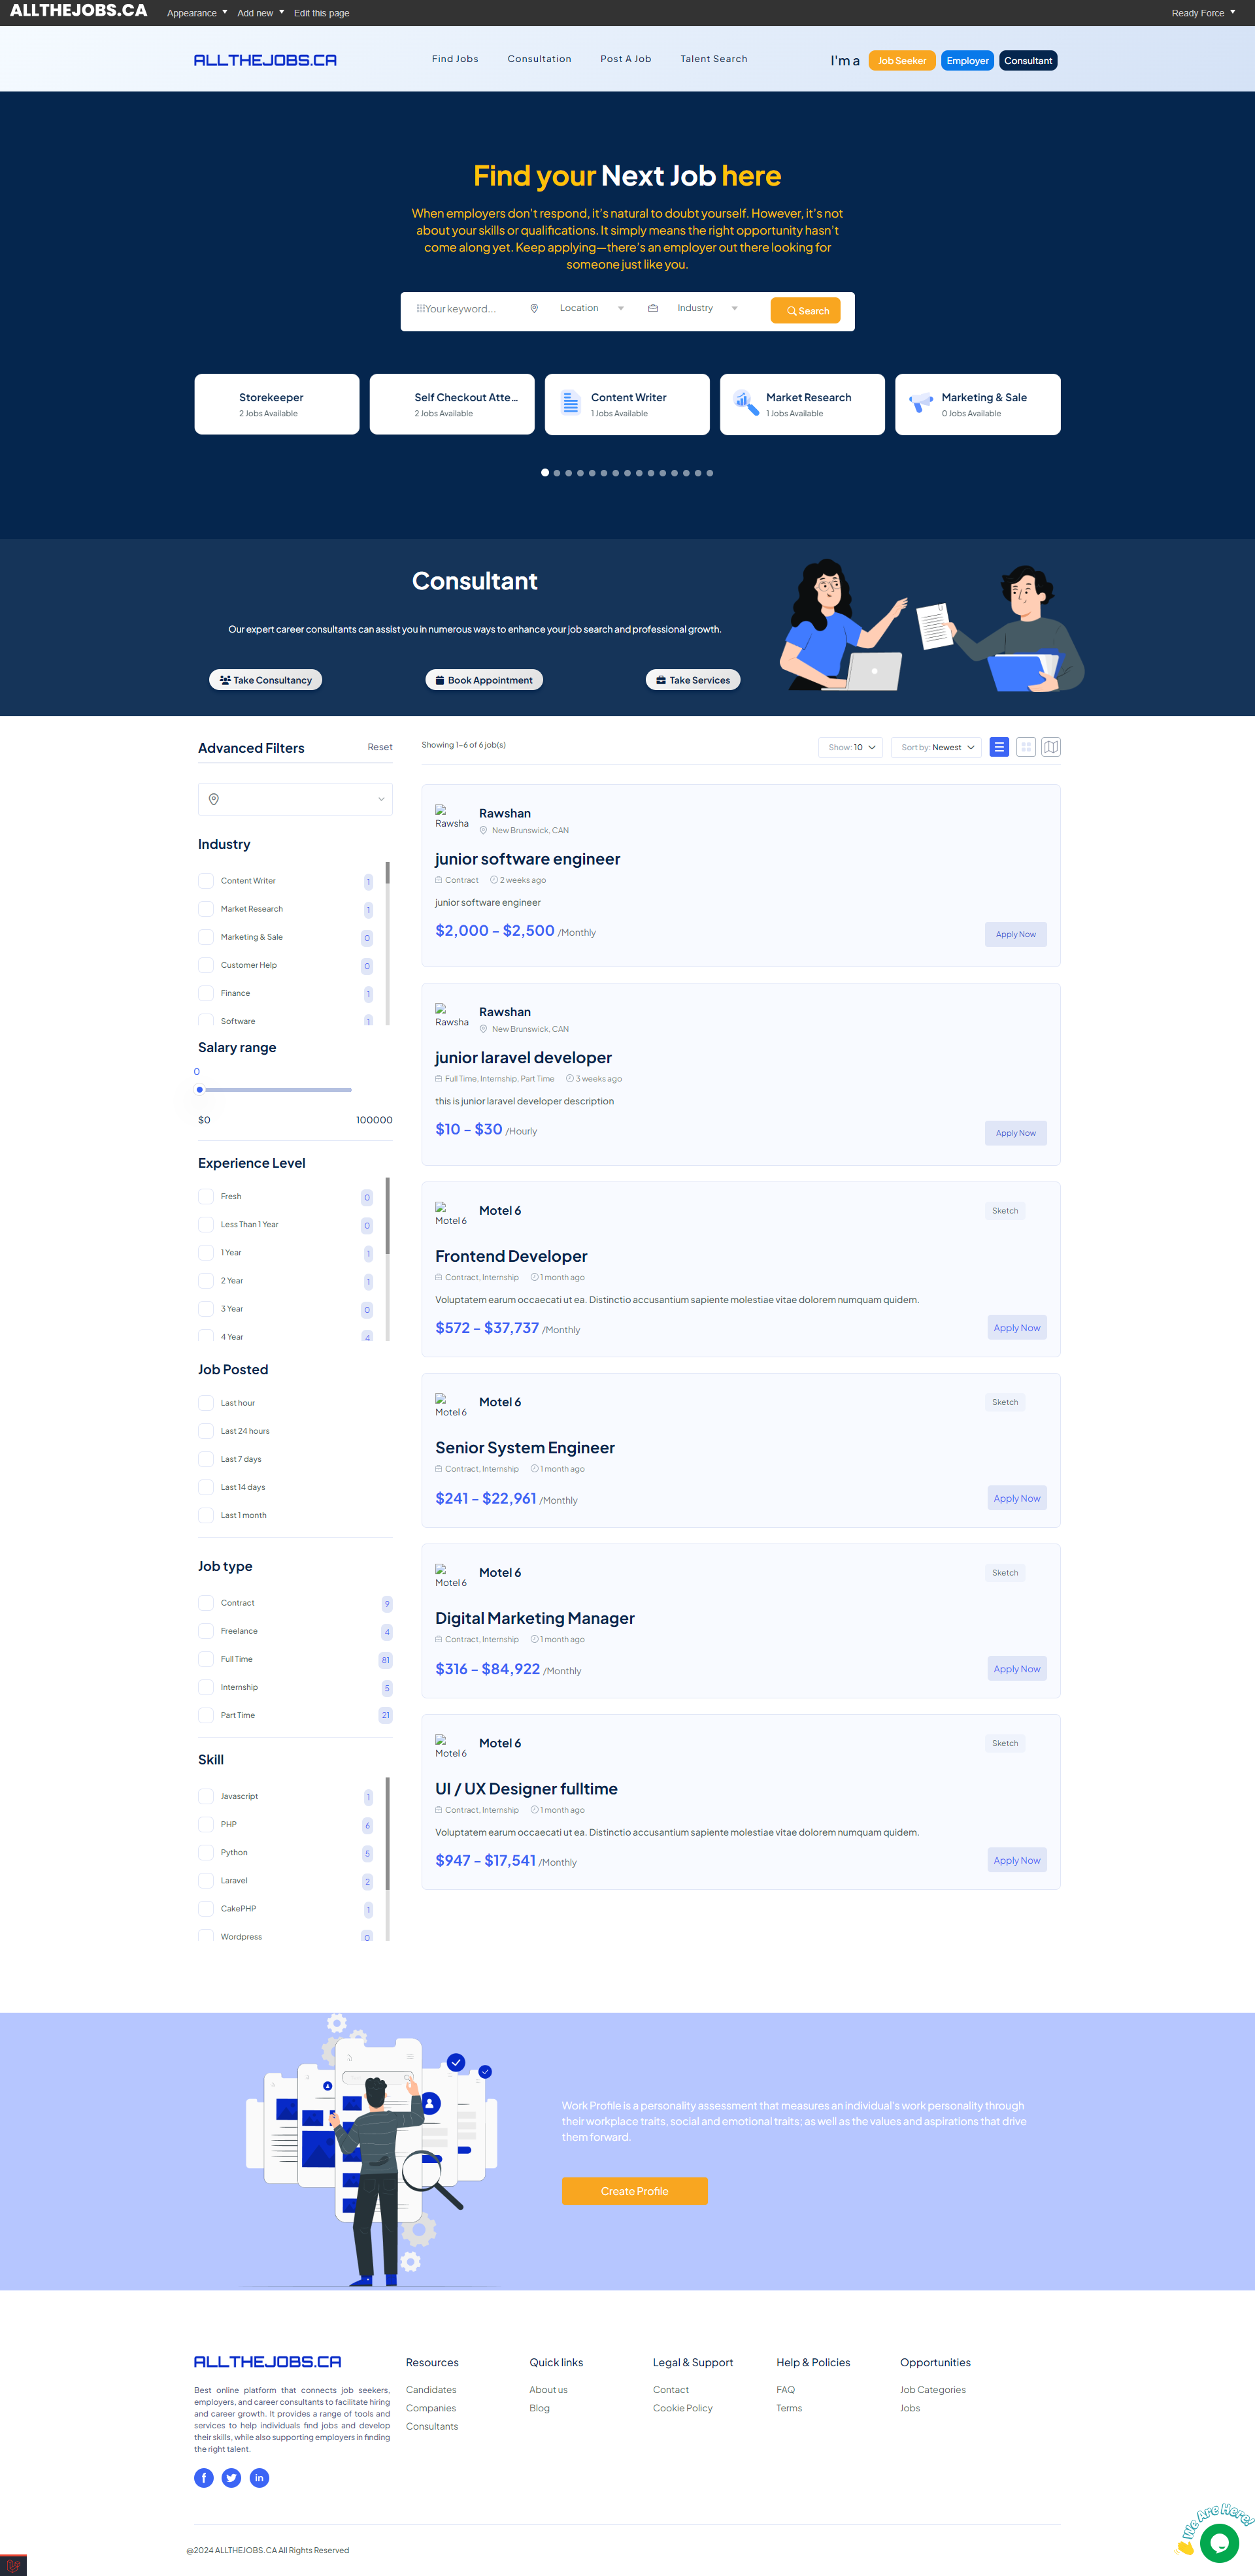 ALLTHEJOBS.CA Appearance Add new Edit this page Ready Force
ALLTHEJOBS.CA Find Jobs Consultation Post A Job Talent Search I'm a Job Seeker Employer Consultant
Find your Next Job here
When employers don't respond, it's natural to doubt yourself. However, it's not
about your skills or qualifications. It simply means the right opportunity hasn't
come along yet. Keep applying—there's an employer out there looking for
someone just like you.
Your keyword... Location Industry Search
Storekeeper
2 Jobs Available
Self Checkout Atte...
2 Jobs Available
Content Writer
1 Jobs Available
Market Research
1 Jobs Available
Marketing & Sale
0 Jobs Available
Consultant
Our expert career consultants can assist you in numerous ways to enhance your job search and professional growth.
Take Consultancy Book Appointment Take Services
Advanced Filters Reset
Industry
Content Writer 1
Market Research 1
Marketing & Sale 0
Customer Help 0
Finance 1
Software 1
Salary range
0
$0 100000
Experience Level
Fresh 0
Less Than 1 Year 0
1 Year 1
2 Year 1
3 Year 0
4 Year 4
Job Posted
Last hour
Last 24 hours
Last 7 days
Last 14 days
Last 1 month
Job type
Contract 9
Freelance 4
Full Time 81
Internship 5
Part Time 21
Skill
Javascript 1
PHP 6
Python 5
Laravel 2
CakePHP 1
Wordpress 0
Showing 1–6 of 6 job(s) Show: 10 Sort by: Newest
Rawsha
Rawshan
New Brunswick, CAN
junior software engineer
Contract 2 weeks ago
junior software engineer
$2,000 - $2,500 /Monthly
Apply Now
Rawsha
Rawshan
New Brunswick, CAN
junior laravel developer
Full Time, Internship, Part Time 3 weeks ago
this is junior laravel developer description
$10 - $30 /Hourly
Apply Now
Motel 6
Motel 6 Sketch
Frontend Developer
Contract, Internship 1 month ago
Voluptatem earum occaecati ut ea. Distinctio accusantium sapiente molestiae vitae dolorem numquam quidem.
$572 - $37,737 /Monthly
Apply Now
Motel 6
Motel 6 Sketch
Senior System Engineer
Contract, Internship 1 month ago
$241 - $22,961 /Monthly
Apply Now
Motel 6
Motel 6 Sketch
Digital Marketing Manager
Contract, Internship 1 month ago
$316 - $84,922 /Monthly
Apply Now
Motel 6
Motel 6 Sketch
UI / UX Designer fulltime
Contract, Internship 1 month ago
Voluptatem earum occaecati ut ea. Distinctio accusantium sapiente molestiae vitae dolorem numquam quidem.
$947 - $17,541 /Monthly
Apply Now
Work Profile is a personality assessment that measures an individual's work personality through
their workplace traits, social and emotional traits; as well as the values and aspirations that drive
them forward.
Create Profile
ALLTHEJOBS.CA
Best online platform that connects job seekers,
employers, and career consultants to facilitate hiring
and career growth. It provides a range of tools and
services to help individuals find jobs and develop
their skills, while also supporting employers in finding
the right talent.
Resources
Candidates
Companies
Consultants
Quick links
About us
Blog
Legal & Support
Contact
Cookie Policy
Help & Policies
FAQ
Terms
Opportunities
Job Categories
Jobs
We Are Here!
@2024 ALLTHEJOBS.CA All Rights Reserved